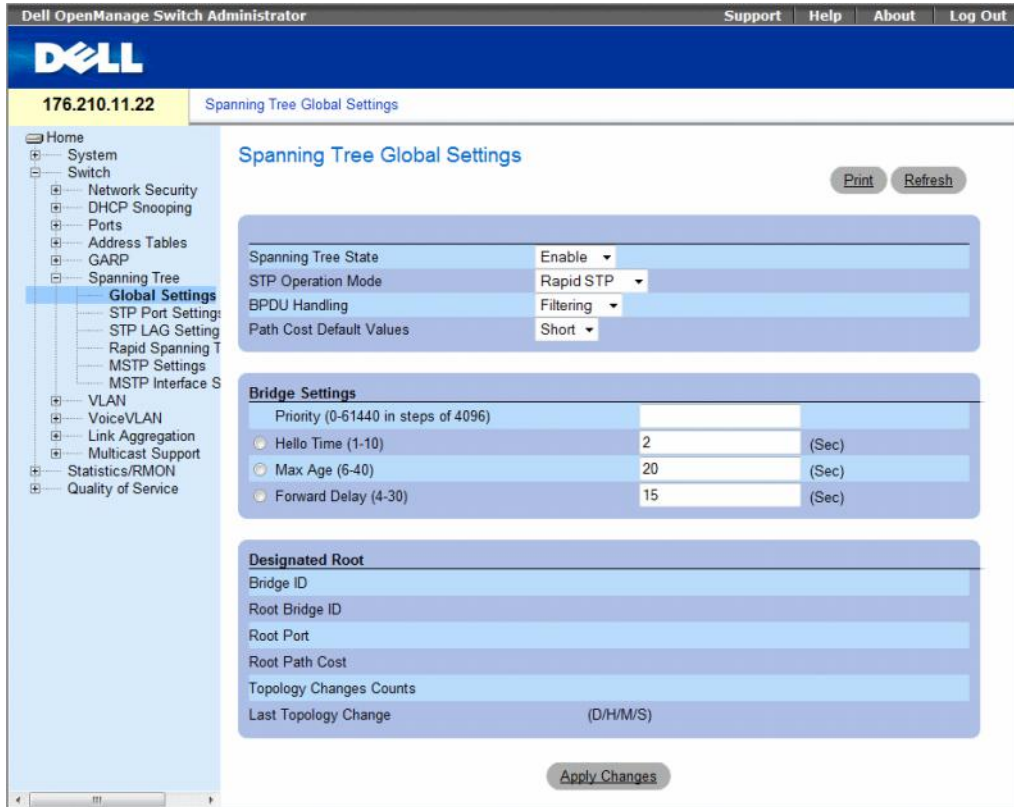 Dell OpenManage Switch Administrator
Support Help About Log Out
DELL
176.210.11.22
Spanning Tree Global Settings
Home
System
Switch
Network Security
DHCP Snooping
Ports
Address Tables
GARP
Spanning Tree
Global Settings
STP Port Settings
STP LAG Setting
Rapid Spanning T
MSTP Settings
MSTP Interface S
VLAN
VoiceVLAN
Link Aggregation
Multicast Support
Statistics/RMON
Quality of Service
Spanning Tree Global Settings
Print Refresh
Spanning Tree State Enable
STP Operation Mode Rapid STP
BPDU Handling Filtering
Path Cost Default Values Short
Bridge Settings
Priority (0-61440 in steps of 4096)
Hello Time (1-10) 2 (Sec)
Max Age (6-40) 20 (Sec)
Forward Delay (4-30) 15 (Sec)
Designated Root
Bridge ID
Root Bridge ID
Root Port
Root Path Cost
Topology Changes Counts
Last Topology Change (D/H/M/S)
Apply Changes